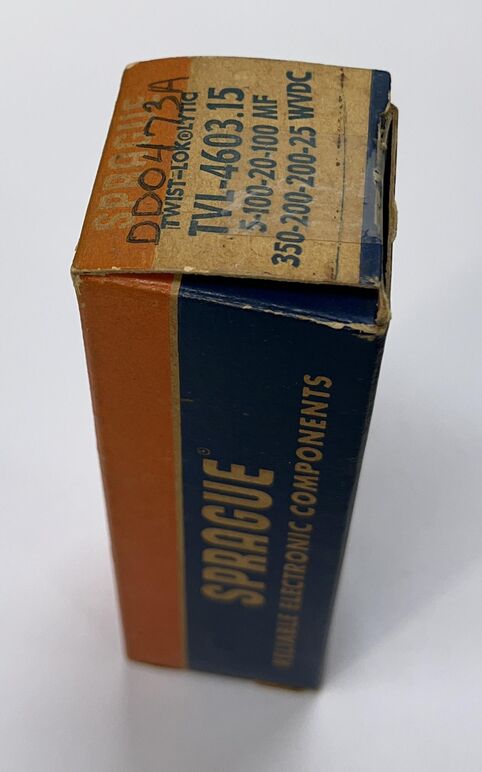 SPRAGUE
DD0473A
TWIST-LOK®LYTIC
TVL-4603.15
5-100-20-100 MF
350-200-200-25 WVDC
SPRAGUE®
RELIABLE ELECTRONIC COMPONENTS